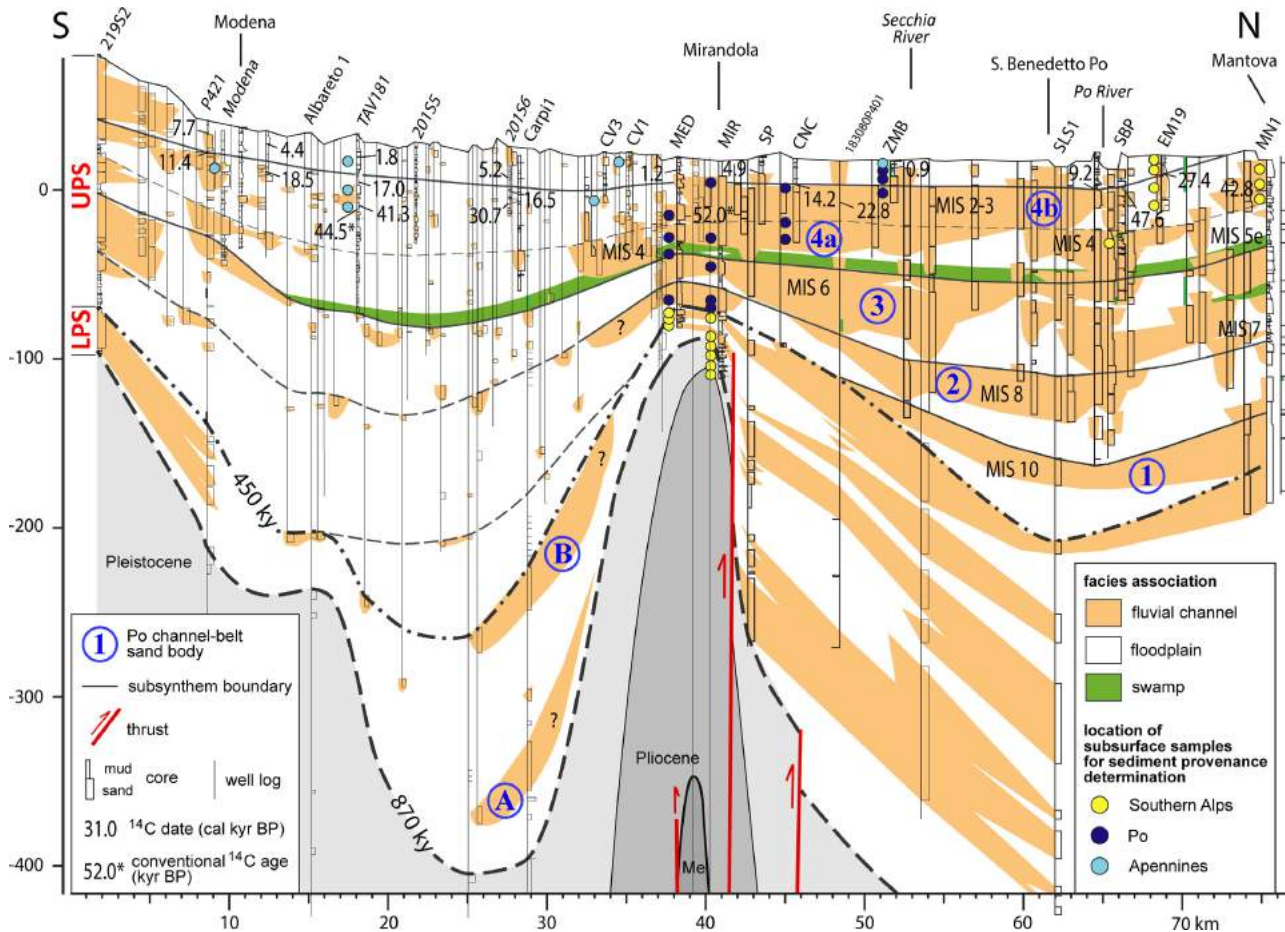 S
N
Modena
Mirandola
Secchia
River
S. Benedetto Po
Po River
Mantova
219S2
P421
Modena
Albareto 1
TAV181
201S5
201S6
Carpi1
CV3
CV1
MED
MIR
SP
CNC
183080P401
ZMB
SLS1
SBP
EM19
MN1
7.7
11.4
4.4
18.5
1.8
17.0
41.3
44.5*
5.2
16.5
30.7
1.2
4.9
52.0*
14.2
22.8
0.9
9.2
47.6
27.4
42.8
UPS
LPS
0
-100
-200
-300
-400
MIS 2-3
4b
4a
MIS 4
MIS 4
MIS 5e
MIS 6
3
MIS 7
2
MIS 8
MIS 10
1
?
?
?
450 ky
870 ky
B
A
Pleistocene
Pliocene
Me
1 Po channel-belt
sand body
subsynthem boundary
thrust
mud
sand
core
well log
31.0 14C date (cal kyr BP)
52.0* conventional 14C age
(kyr BP)
facies association
fluvial channel
floodplain
swamp
location of
subsurface samples
for sediment provenance
determination
Southern Alps
Po
Apennines
10 20 30 40 50 60 70 km